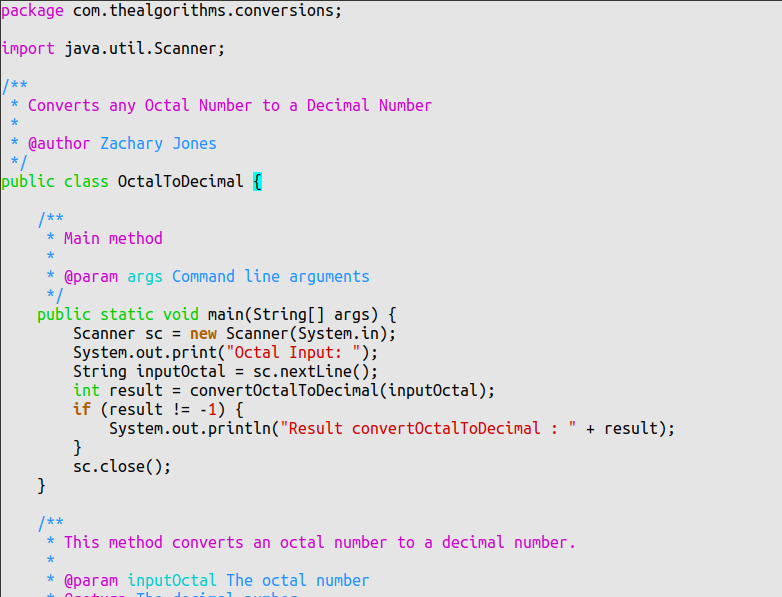 package com.thealgorithms.conversions;

import java.util.Scanner;

/**
 * Converts any Octal Number to a Decimal Number
 *
 * @author Zachary Jones
 */
public class OctalToDecimal {

    /**
     * Main method
     *
     * @param args Command line arguments
     */
    public static void main(String[] args) {
        Scanner sc = new Scanner(System.in);
        System.out.print("Octal Input: ");
        String inputOctal = sc.nextLine();
        int result = convertOctalToDecimal(inputOctal);
        if (result != -1) {
            System.out.println("Result convertOctalToDecimal : " + result);
        }
        sc.close();
    }

    /**
     * This method converts an octal number to a decimal number.
     *
     * @param inputOctal The octal number
     * @return The decimal number